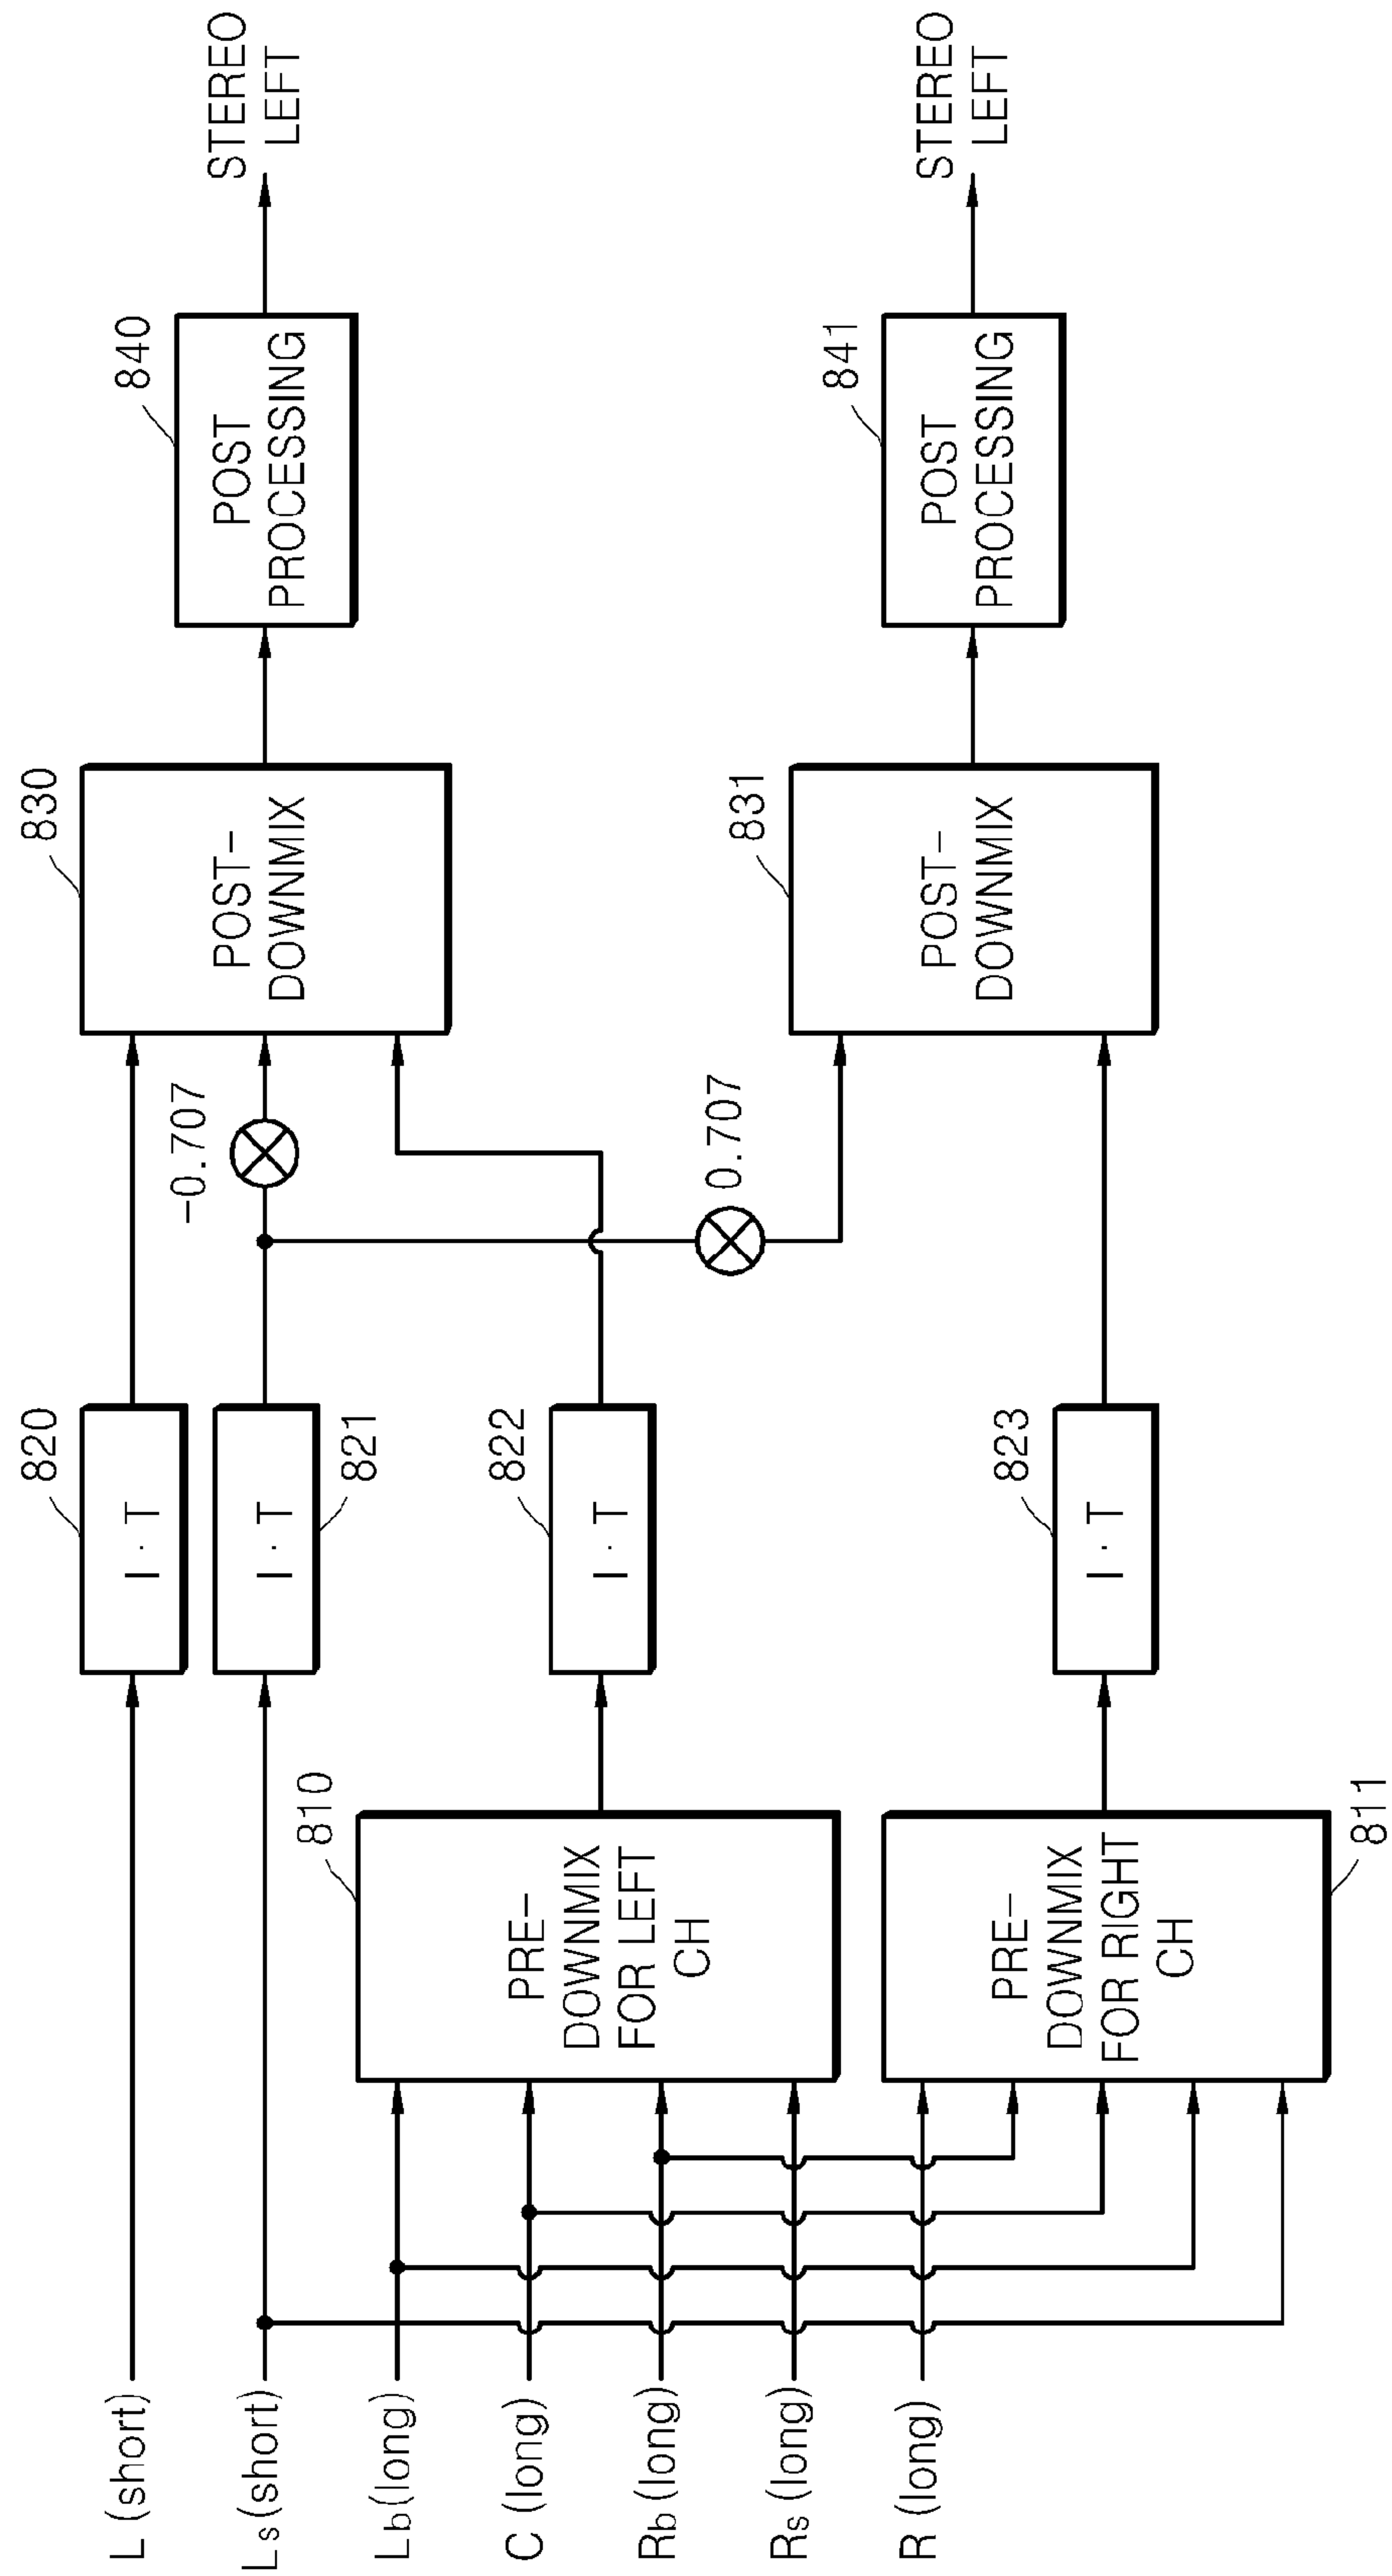 L (short)
Ls (short)
Lb (long)
C (long)
Rb (long)
Rs (long)
R (long)
810
PRE-
DOWNMIX
FOR LEFT
CH
811
PRE-
DOWNMIX
FOR RIGHT
CH
820
I · T
821
I · T
822
I · T
823
I · T
-0.707
0.707
830
POST-
DOWNMIX
831
POST-
DOWNMIX
840
POST
PROCESSING
841
POST
PROCESSING
STEREO
LEFT
STEREO
LEFT